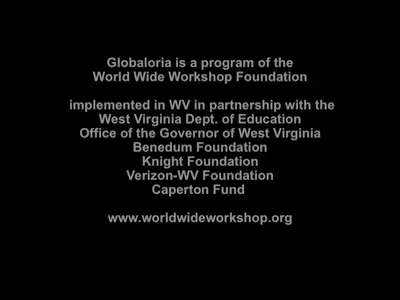 Globaloria is a program of the
World Wide Workshop Foundation
implemented in WV in partnership with the
West Virginia Dept. of Education
Office of the Governor of West Virginia
Benedum Foundation
Knight Foundation
Verizon-WV Foundation
Caperton Fund
www.worldwideworkshop.org